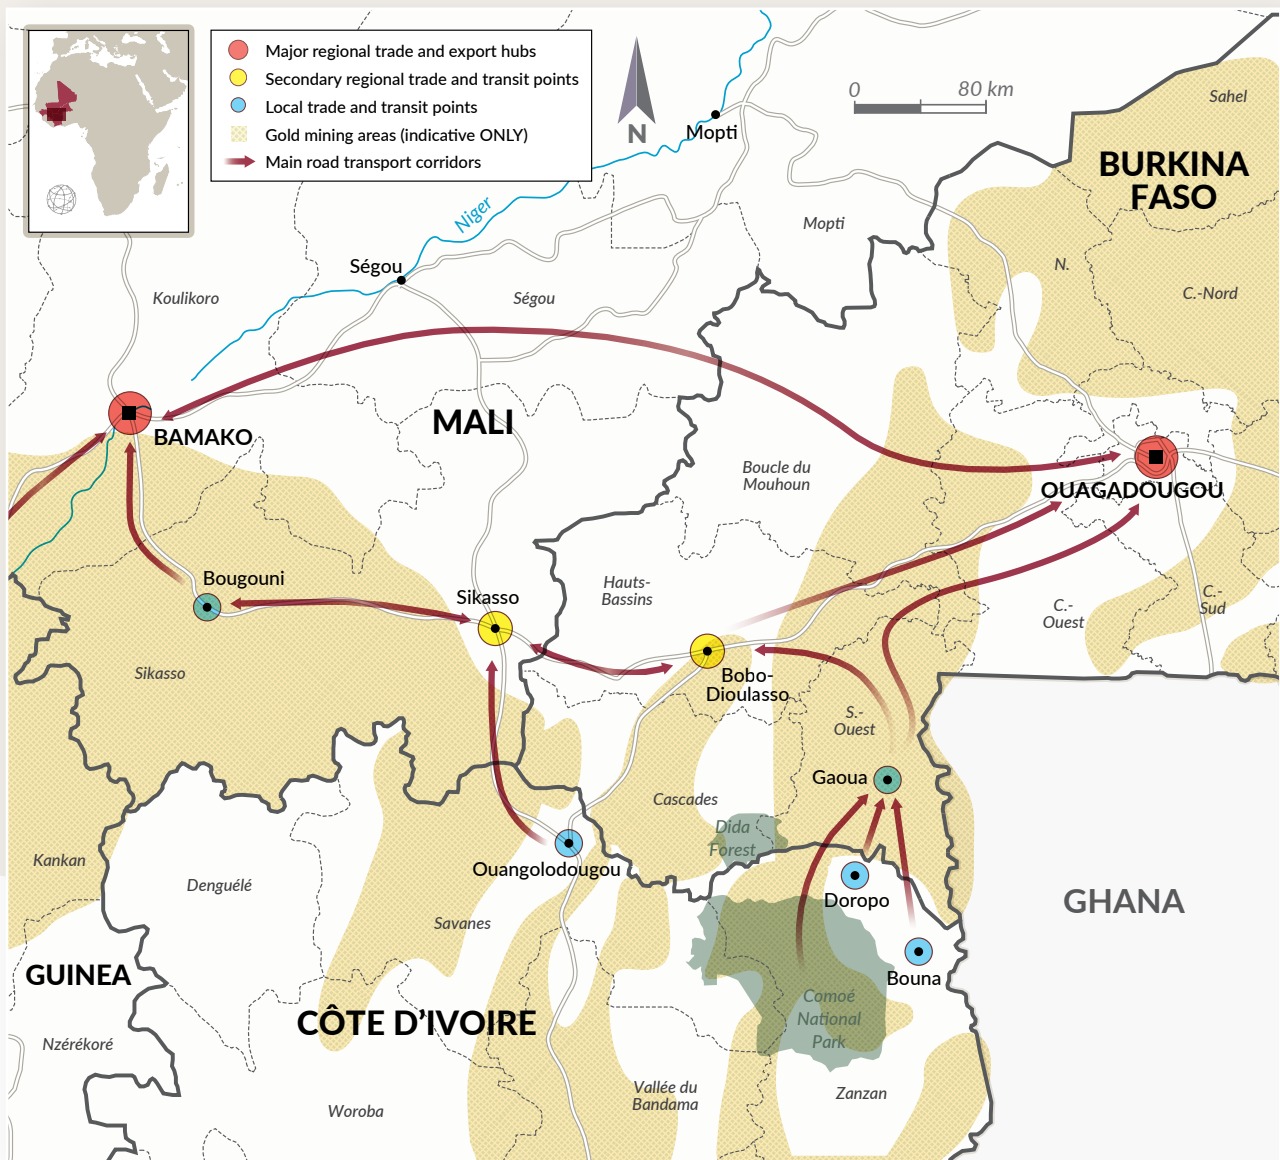 Major regional trade and export hubs
Secondary regional trade and transit points
Local trade and transit points
Gold mining areas (indicative ONLY)
Main road transport corridors
N
0
80 km
Mopti
Sahel
BURKINA
FASO
Niger
Mopti
Ségou
N.
C.-Nord
Koulikoro
Ségou
MALI
BAMAKO
Boucle du
Mouhoun
OUAGADOUGOU
Bougouni
Sikasso
Hauts-
Bassins
C.-
Ouest
C.-
Sud
Sikasso
Bobo-
Dioulasso
S.-
Ouest
Gaoua
Cascades
Dida
Forest
Kankan
Denguélé
Ouangolodougou
Doropo
GHANA
Savanes
GUINEA
Bouna
CÔTE D’IVOIRE
Comoé
National
Park
Nzérékoré
Woroba
Vallée du
Bandama
Zanzan